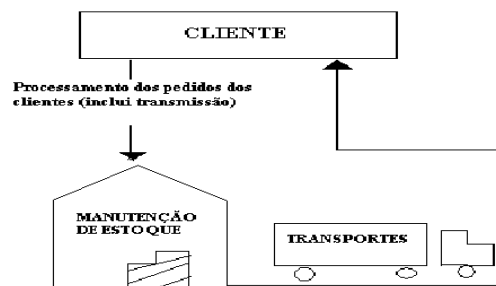 CLIENTE
Processamento dos pedidos dos
clientes (inclui transmissão)
MANUTENÇÃO
DE ESTOQUE
TRANSPORTES